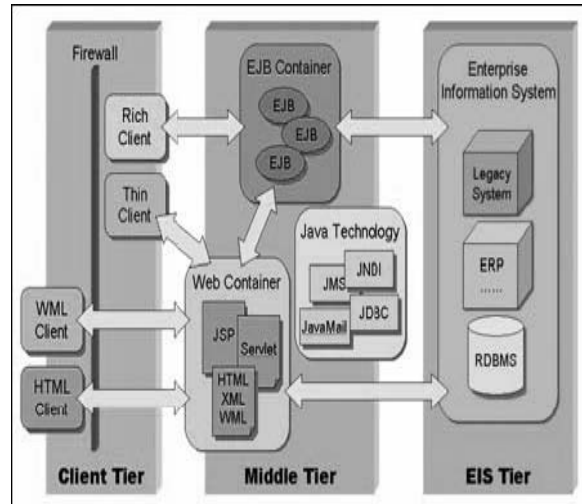 Firewall
Rich
Client
Thin
Client
WML
Client
HTML
Client
Client Tier
EJB Container
EJB
EJB
EJB
Java Technology
JNDI
JMS
JDBC
JavaMail
Web Container
JSP
Servlet
HTML
XML
WML
Middle Tier
Enterprise
Information System
Legacy
System
ERP
......
RDBMS
EIS Tier